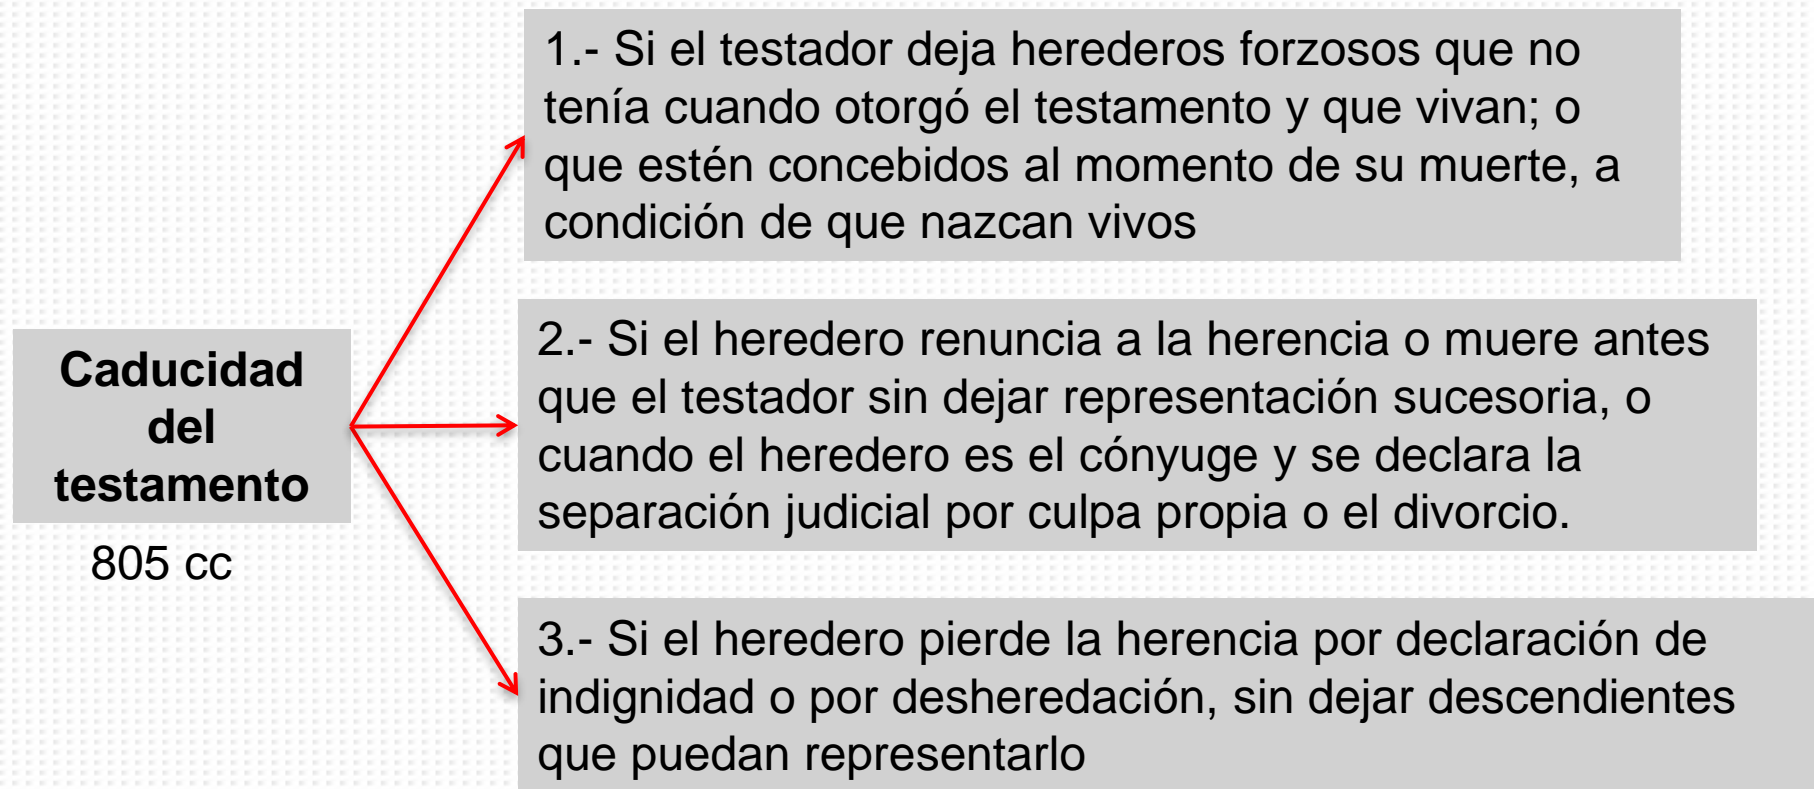 1.- Si el testador deja herederos forzosos que no
tenía cuando otorgó el testamento y que vivan; o
que estén concebidos al momento de su muerte, a
condición de que nazcan vivos
Caducidad
del
testamento
805 cc
2.- Si el heredero renuncia a la herencia o muere antes
que el testador sin dejar representación sucesoria, o
cuando el heredero es el cónyuge y se declara la
separación judicial por culpa propia o el divorcio.
3.- Si el heredero pierde la herencia por declaración de
indignidad o por desheredación, sin dejar descendientes
que puedan representarlo